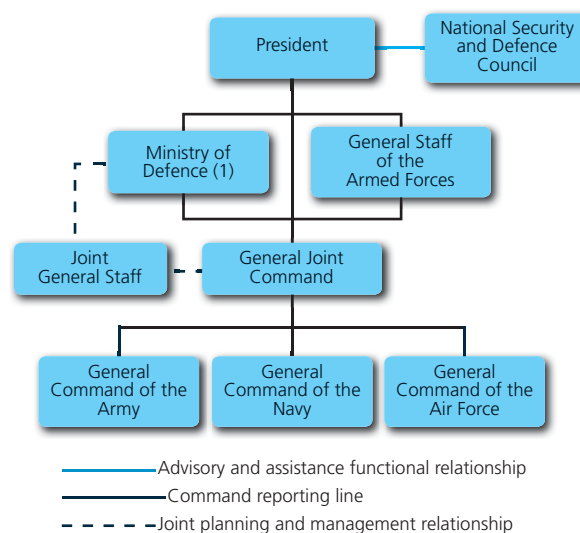 President
National Security
and Defence
Council
Ministry of
Defence (1)
General Staff
of the
Armed Forces
Joint
General Staff
General Joint
Command
General
Command of the
Army
General
Command of the
Navy
General
Command of the
Air Force
Advisory and assistance functional relationship
Command reporting line
Joint planning and management relationship